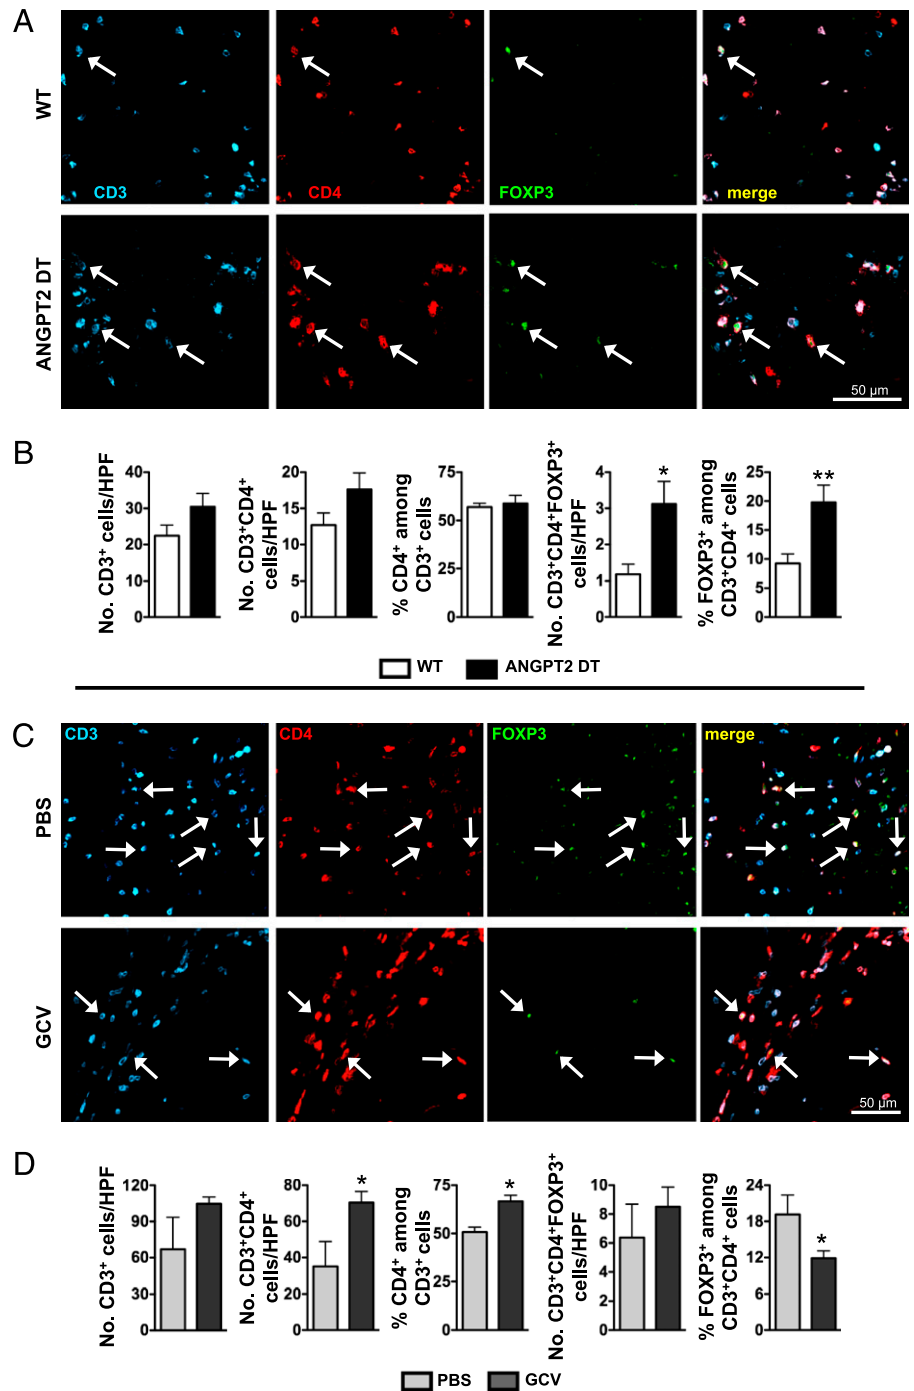 A
WT
CD3
CD4
FOXP3
merge
ANGPT2 DT
50 µm
B
No. CD3⁺ cells/HPF
40
30
20
10
0
No. CD3⁺CD4⁺
cells/HPF
20
15
10
5
0
% CD4⁺ among
CD3⁺ cells
75
50
25
0
No. CD3⁺CD4⁺FOXP3⁺
cells/HPF
4
3
2
1
0
*
% FOXP3⁺ among
CD3⁺CD4⁺ cells
25
20
15
10
5
0
**
WT
ANGPT2 DT
C
CD3
CD4
FOXP3
merge
PBS
GCV
50 µm
D
No. CD3⁺ cells/HPF
120
90
60
30
0
No. CD3⁺CD4⁺
cells/HPF
80
60
40
20
0
*
% CD4⁺ among
CD3⁺ cells
75
50
25
0
*
No. CD3⁺CD4⁺FOXP3⁺
cells/HPF
10
8
6
4
2
0
% FOXP3⁺ among
CD3⁺CD4⁺ cells
24
18
12
6
0
*
PBS
GCV